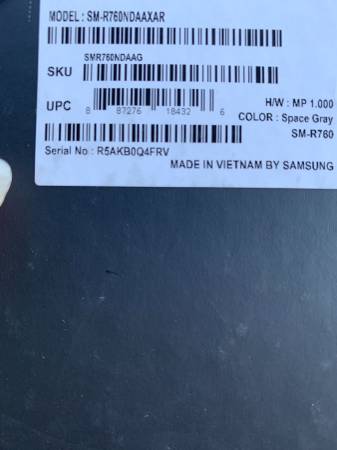 MODEL : SM-R760NDAAXAR
SMR760NDAAG
SKU
UPC 8 87276 18432 6
H/W : MP 1.000
COLOR : Space Gray
SM-R760
Serial No : R5AKB0Q4FRV
MADE IN VIETNAM BY SAMSUNG